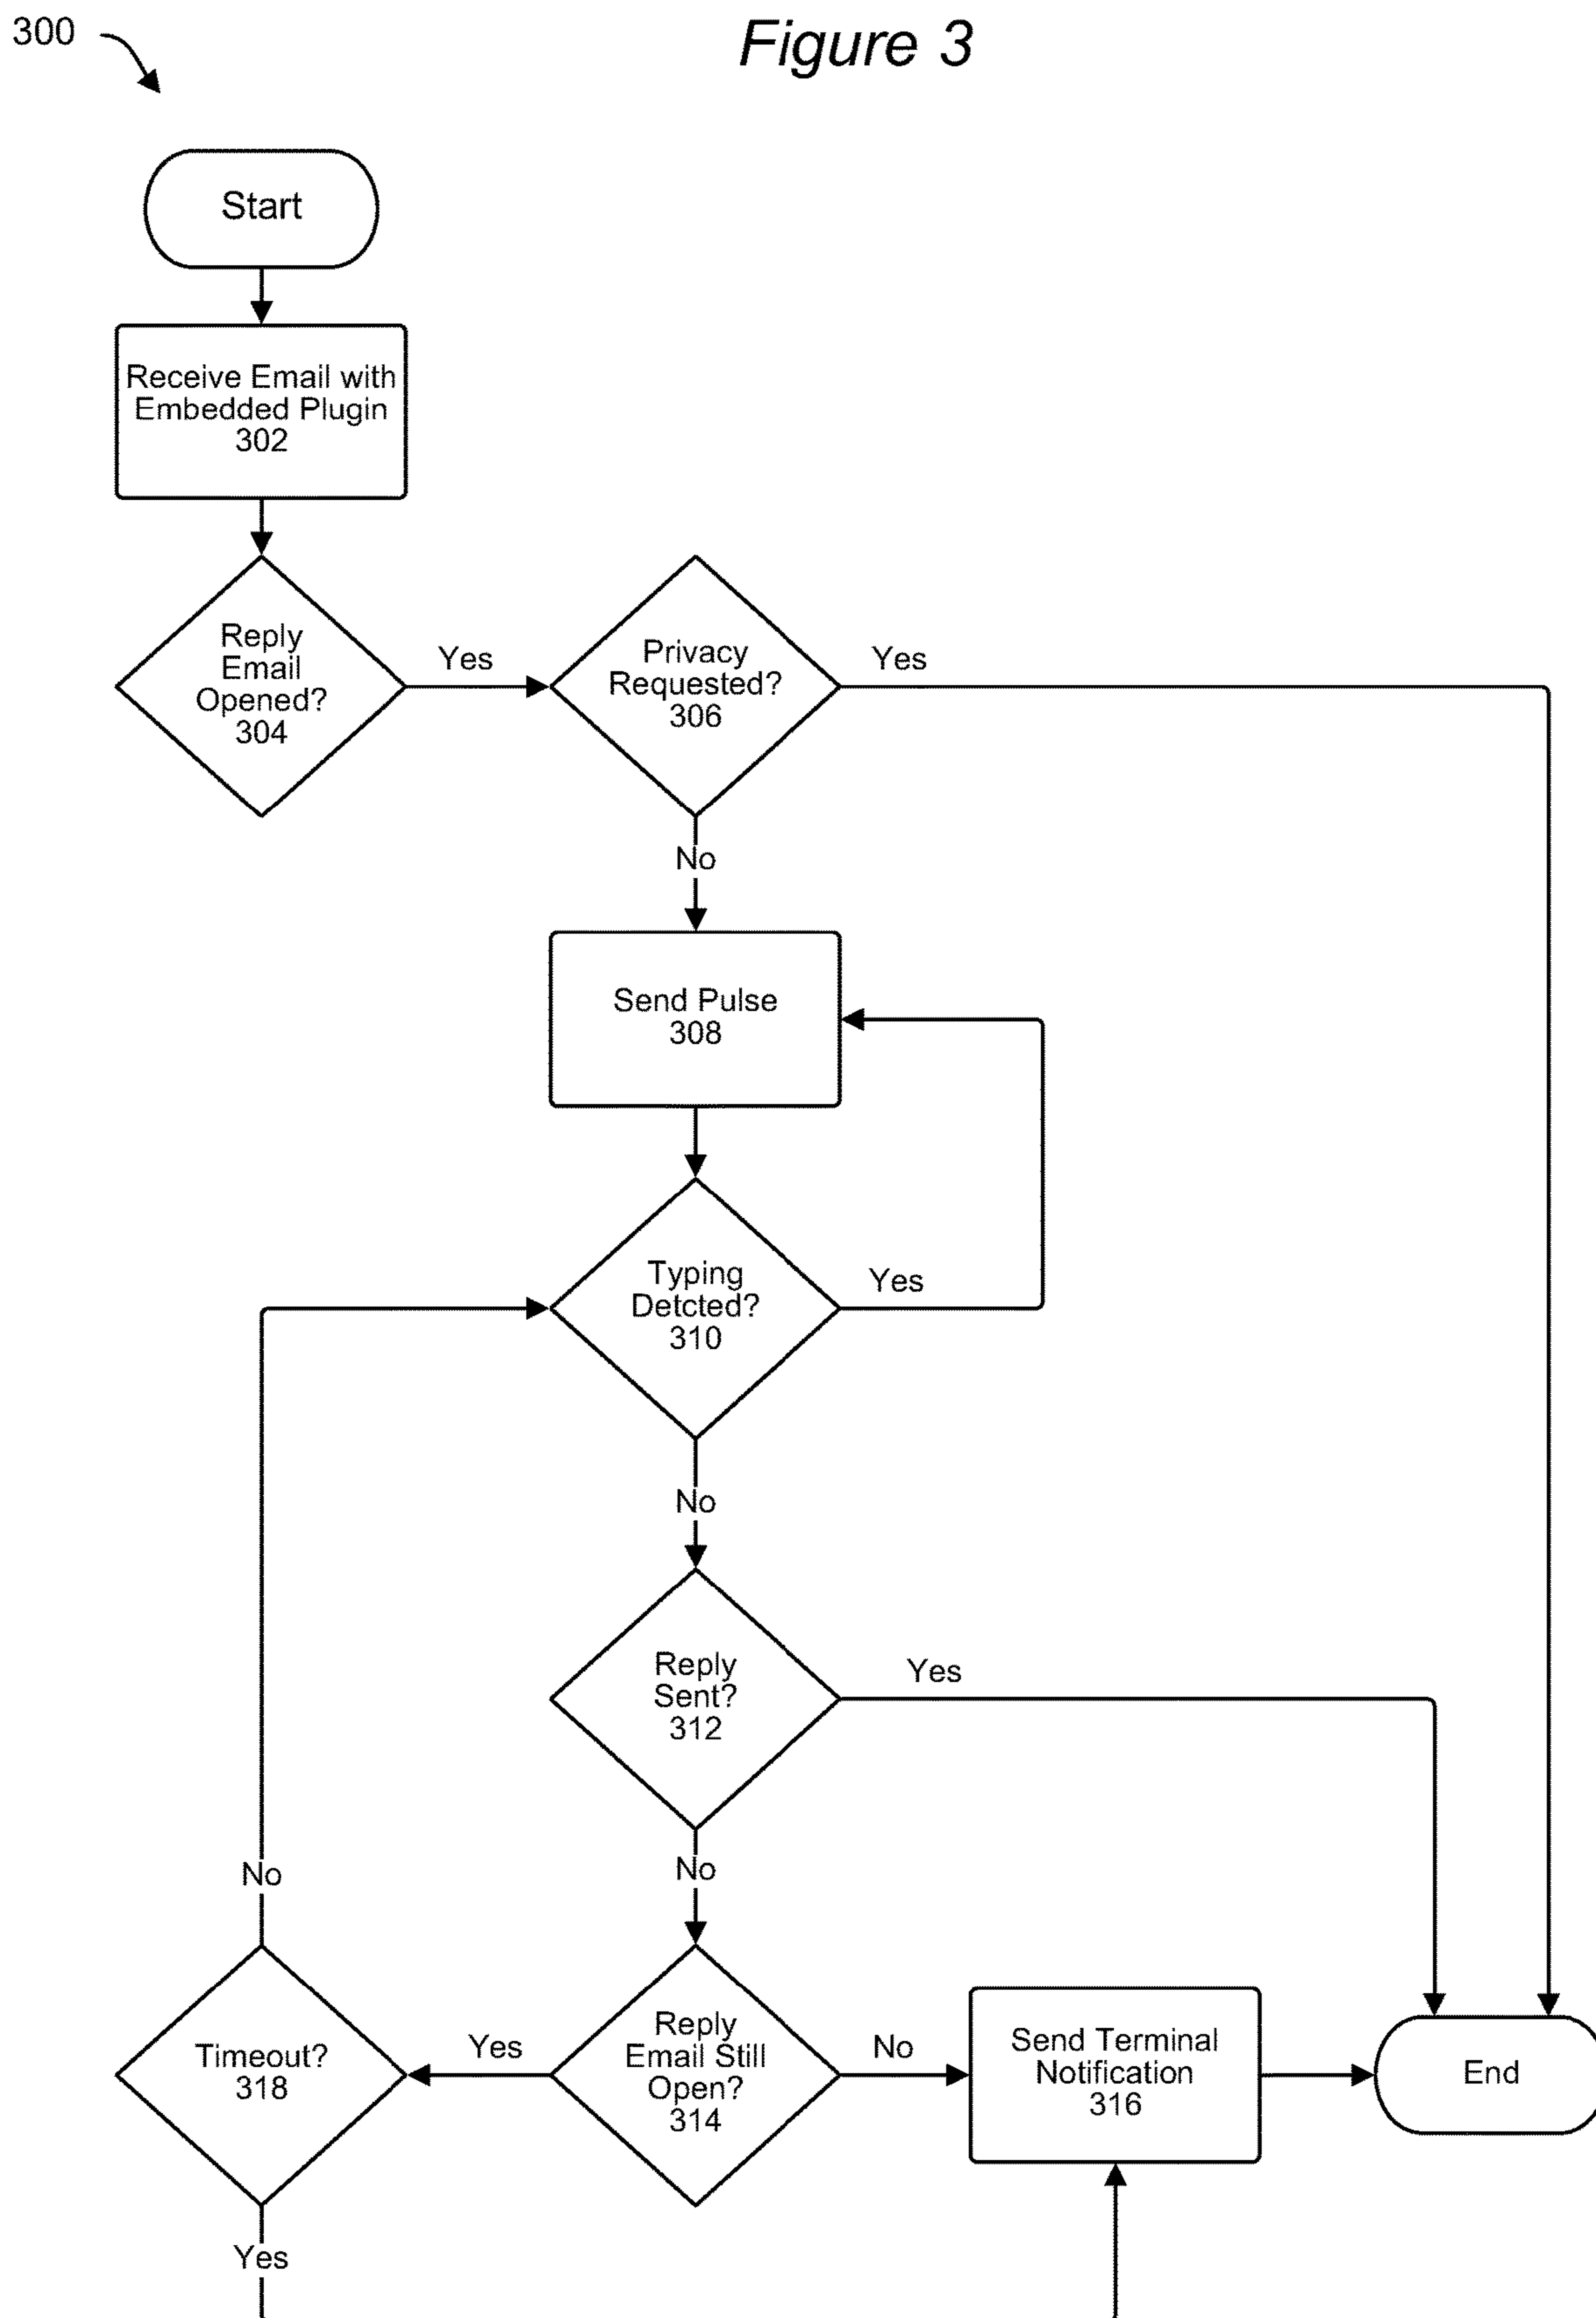 300
Figure 3
Start
Receive Email with
Embedded Plugin
302
Reply
Email
Opened?
304
Yes
Privacy
Requested?
306
Yes
No
Send Pulse
308
Typing
Detcted?
310
Yes
No
Reply
Sent?
312
Yes
No
No
Timeout?
318
Yes
Reply
Email Still
Open?
314
No
Send Terminal
Notification
316
End
Yes